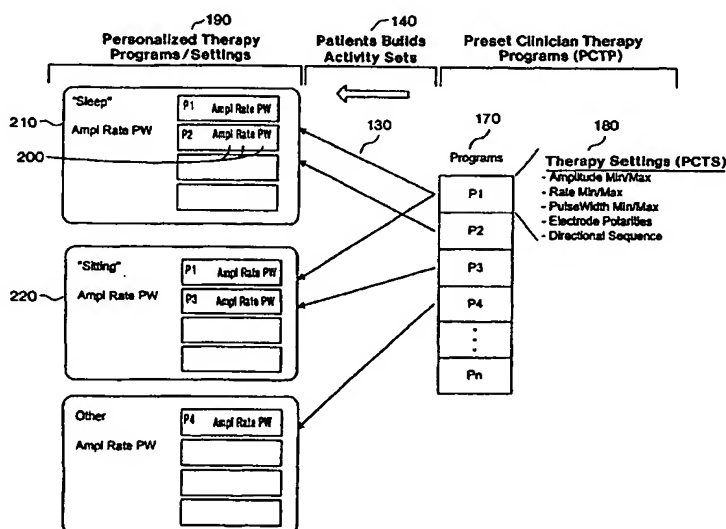 190
140
Personalized Therapy Programs/Settings
Patients Builds Activity Sets
Preset Clinician Therapy Programs (PCTP)
210
"Sleep"
Ampl Rate PW
P1 Ampl Rate PW
P2 Ampl Rate PW
200
130
170
Programs
180
Therapy Settings (PCTS)
- Amplitude Min/Max
- Rate Min/Max
- PulseWidth Min/Max
- Electrode Polarities
- Directional Sequence
P1
P2
P3
P4
Pn
220
"Sitting"
Ampl Rate PW
P1 Ampl Rate PW
P3 Ampl Rate PW
Other
Ampl Rate PW
P4 Ampl Rate PW